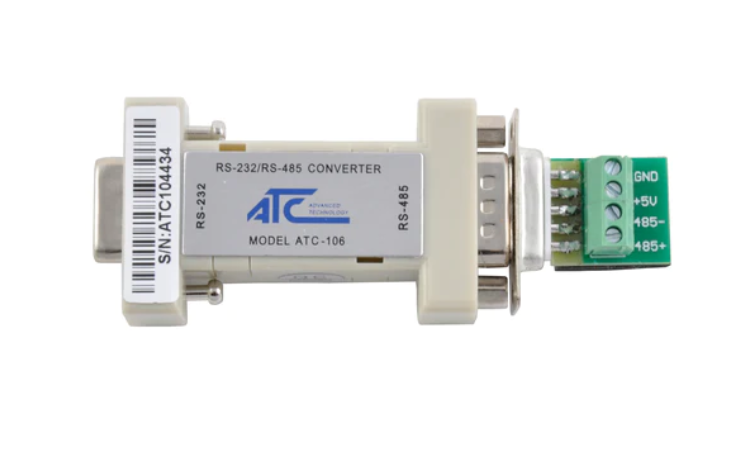 S/N:ATC104434
RS-232/RS-485 CONVERTER
RS-232
ATC
ADVANCED
TECHNOLOGY
RS-485
MODEL ATC-106
GND
+5V
485-
485+